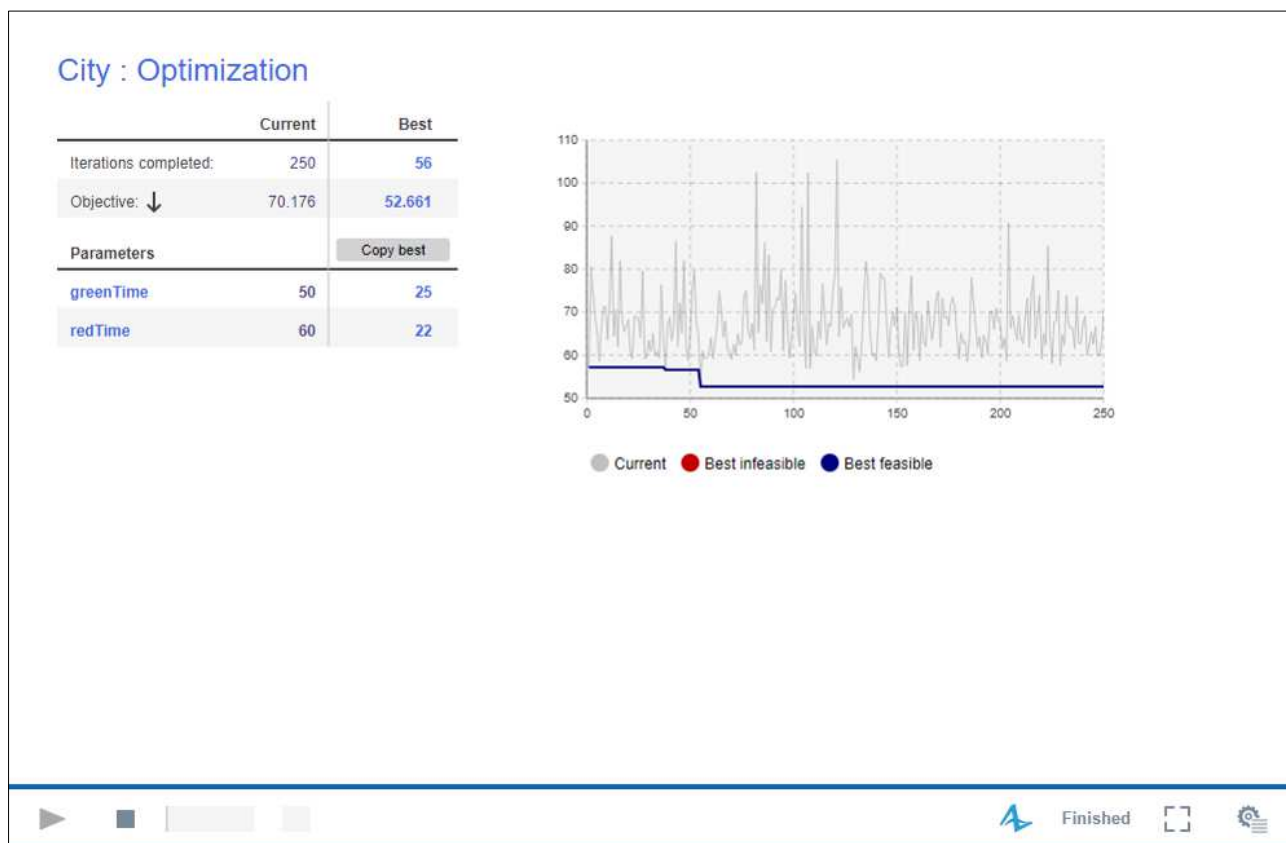 City : Optimization
Current Best
Iterations completed: 250 56
Objective: ↓ 70.176 52.661
Parameters Copy best
greenTime 50 25
redTime 60 22
110
100
90
80
70
60
50
0 50 100 150 200 250
Current Best infeasible Best feasible
Finished